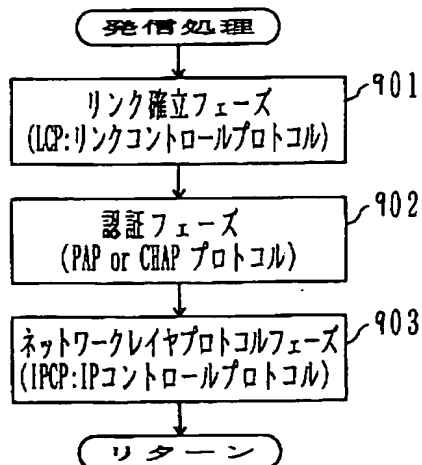 発信処理
リンク確立フェーズ
(LCP:リンクコントロールプロトコル)
901
認証フェーズ
(PAP or CHAP プロトコル)
902
ネットワークレイヤプロトコルフェーズ
(IPCP:IPコントロールプロトコル)
903
リターン